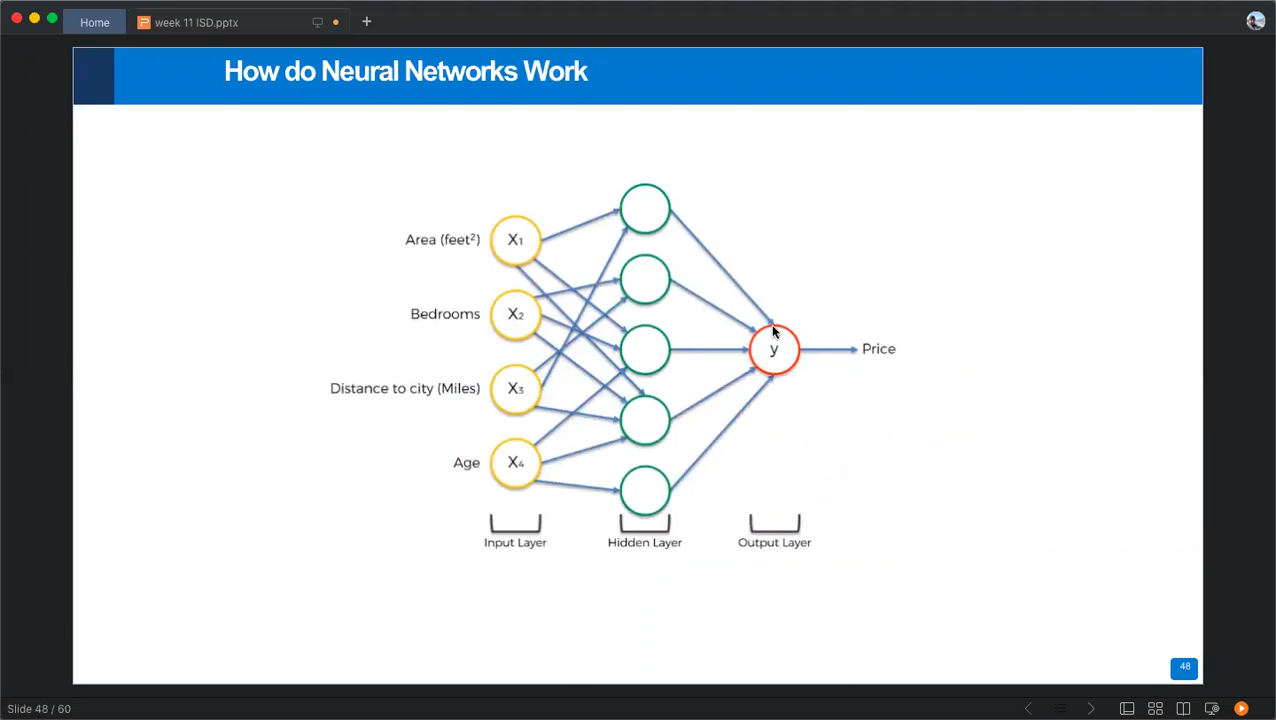 Home
week 11 ISD.pptx
How do Neural Networks Work
Area (feet²)
X₁
Bedrooms
X₂
Distance to city (Miles)
X₃
Age
X₄
y
Price
Input Layer
Hidden Layer
Output Layer
48
Slide 48 / 60